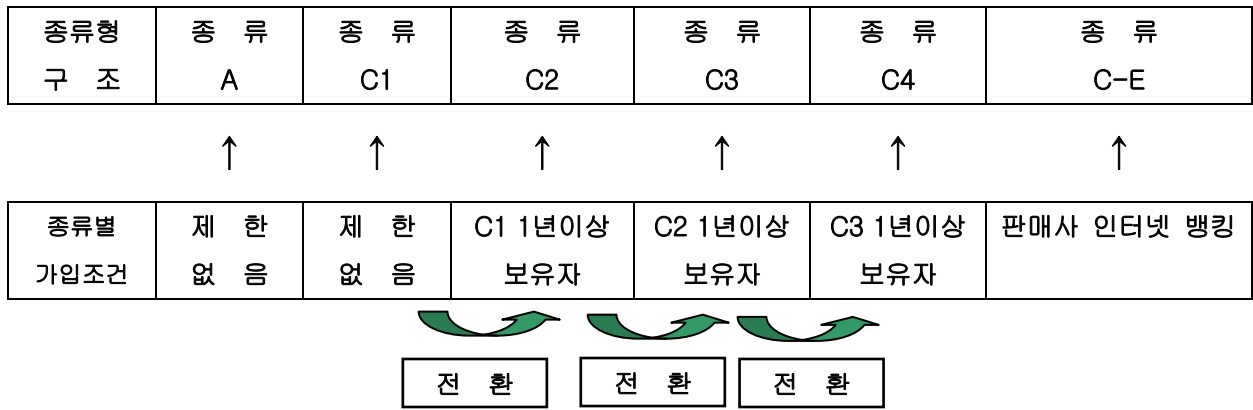 종류형 종 류 종 류 종 류 종 류 종 류 종 류
구 조 A C1 C2 C3 C4 C-E
↑ ↑ ↑ ↑ ↑ ↑
종류별 제 한 제 한 C1 1년이상 C2 1년이상 C3 1년이상 판매사 인터넷 뱅킹
가입조건 없 음 없 음 보유자 보유자 보유자
전 환 전 환 전 환